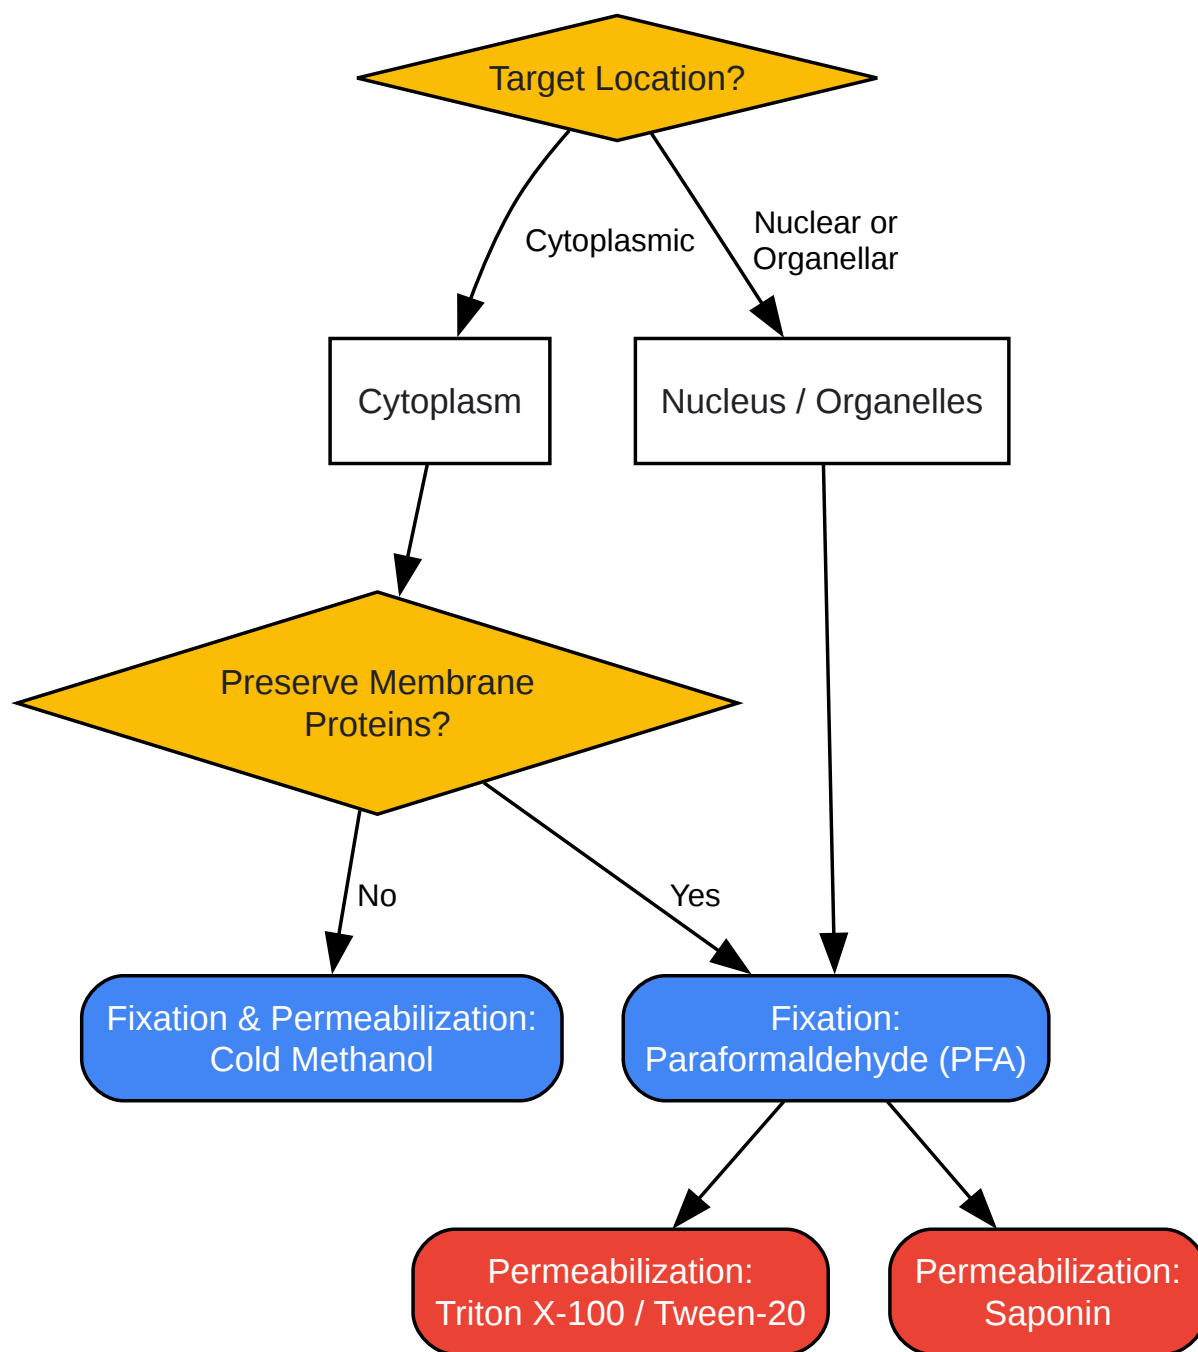 Target Location?
Cytoplasmic
Nuclear or
Organellar
Cytoplasm
Nucleus / Organelles
Preserve Membrane
Proteins?
No
Yes
Fixation & Permeabilization:
Cold Methanol
Fixation:
Paraformaldehyde (PFA)
Permeabilization:
Triton X-100 / Tween-20
Permeabilization:
Saponin